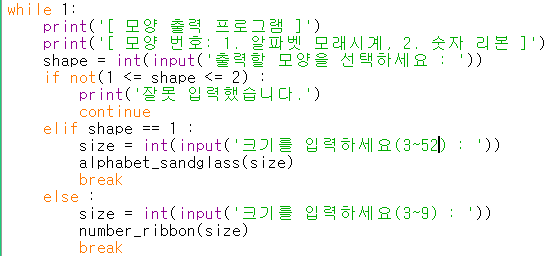 while 1:
    print('[ 모양 출력 프로그램 ]')
    print('[ 모양 번호: 1. 알파벳 모래시계, 2. 숫자 리본 ]')
    shape = int(input('출력할 모양을 선택하세요 : '))
    if not(1 <= shape <= 2) :
        print('잘못 입력했습니다.')
        continue
    elif shape == 1 :
        size = int(input('크기를 입력하세요(3~52) : '))
        alphabet_sandglass(size)
        break
    else :
        size = int(input('크기를 입력하세요(3~9) : '))
        number_ribbon(size)
        break